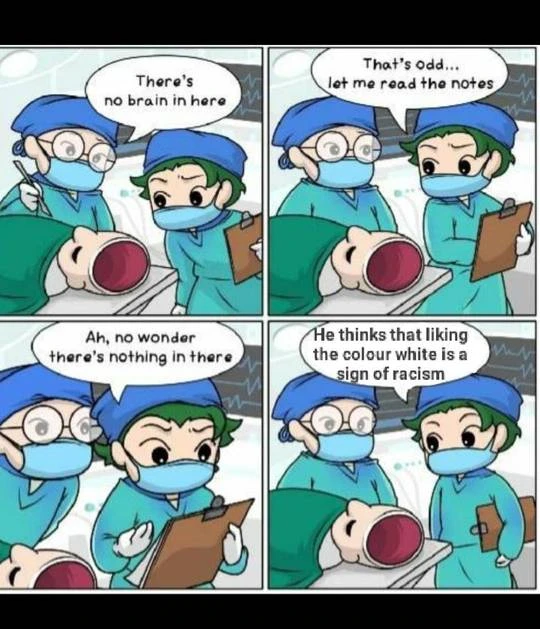 There's
no brain in here
That's odd...
let me read the notes
Ah, no wonder
there's nothing in there
He thinks that liking
the colour white is a
sign of racism